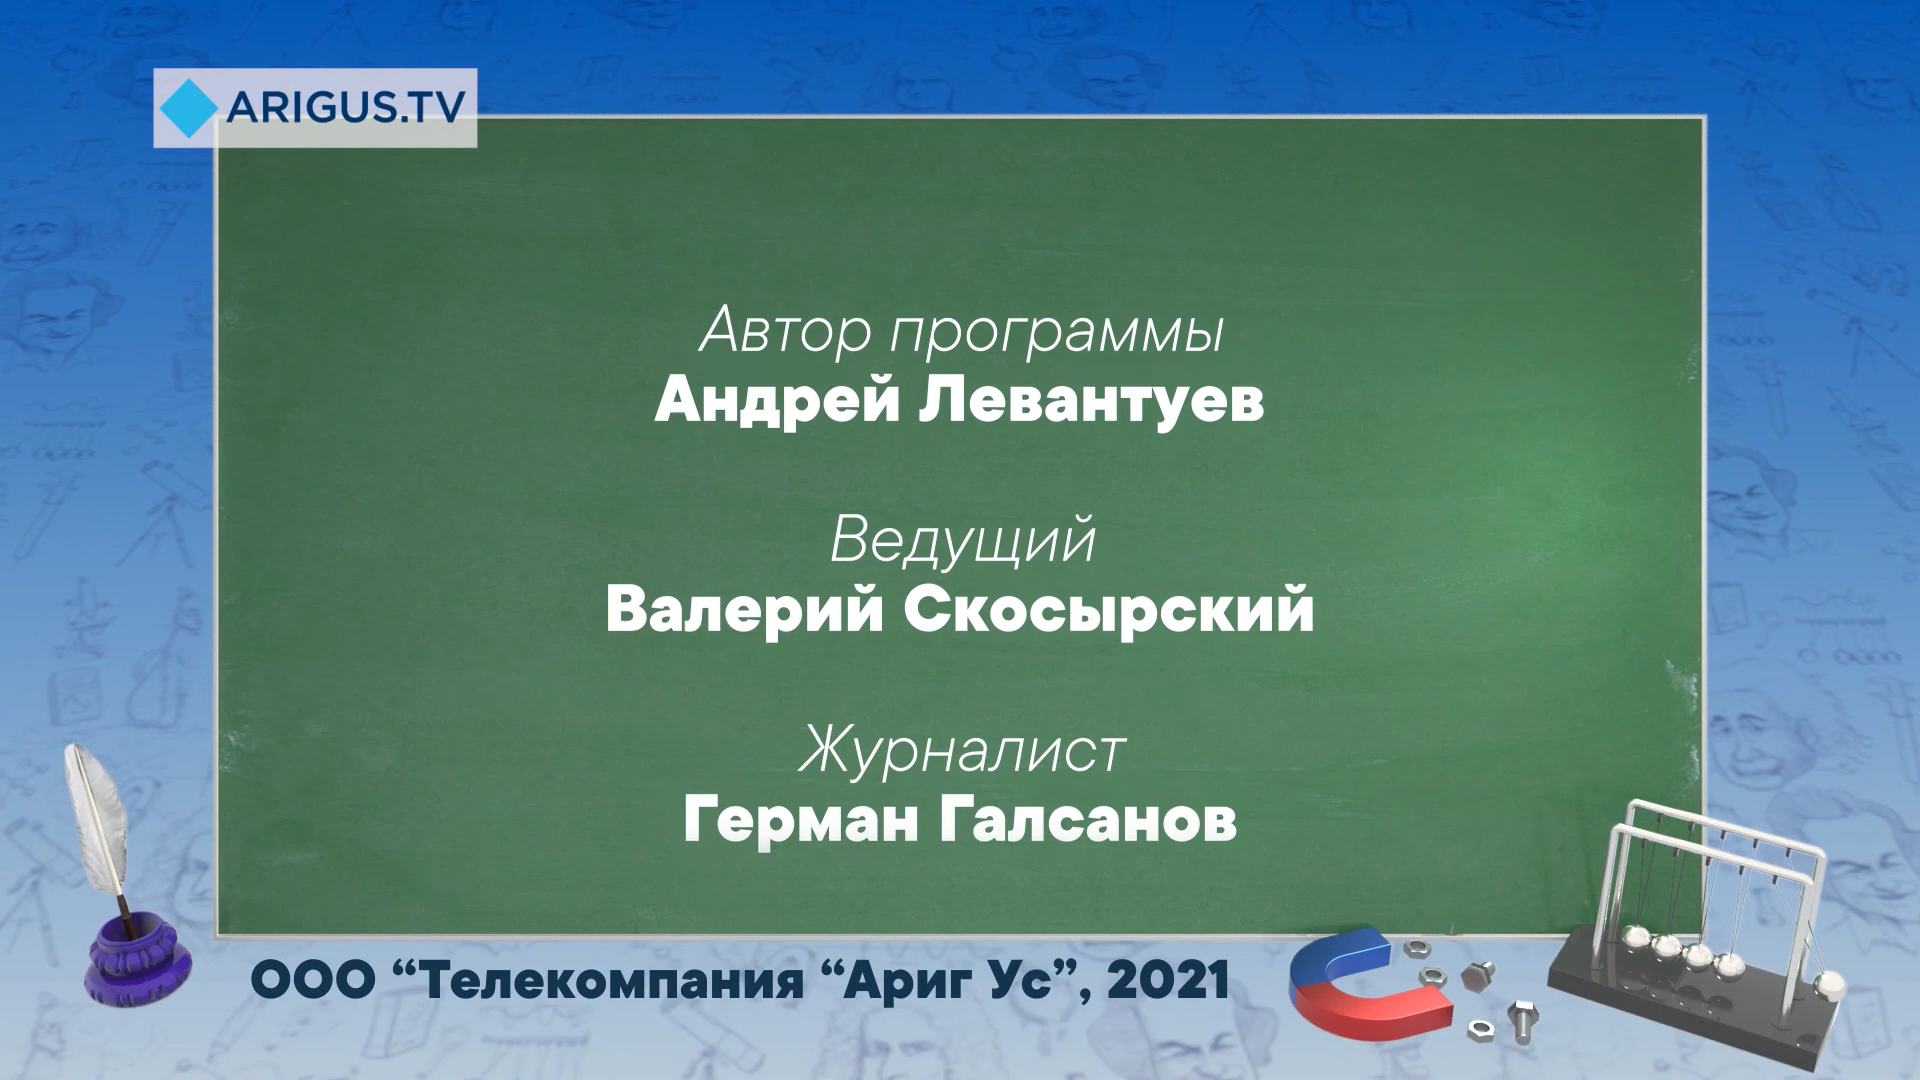 ARIGUS.TV
Автор программы
Андрей Левантуев
Ведущий
Валерий Скосырский
Журналист
Герман Галсанов
ООО “Телекомпания “Ариг Ус”, 2021